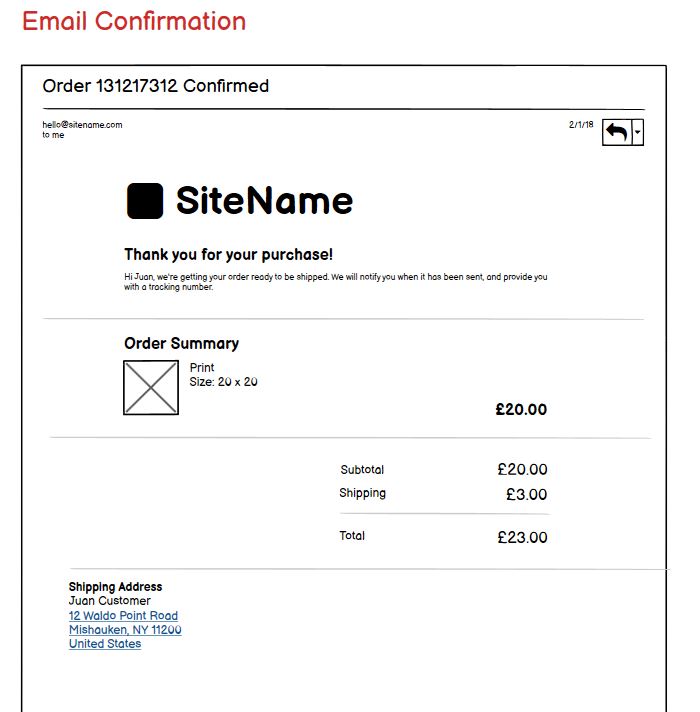 Email Confirmation
Order 131217312 Confirmed
hello@sitename.com
to me
2/1/18
SiteName
Thank you for your purchase!
Hi Juan, we're getting your order ready to be shipped. We will notify you when it has been sent, and provide you
with a tracking number.
Order Summary
Print
Size: 20 x 20
£20.00
Subtotal £20.00
Shipping £3.00
Total £23.00
Shipping Address
Juan Customer
12 Waldo Point Road
Mishauken, NY 11200
United States